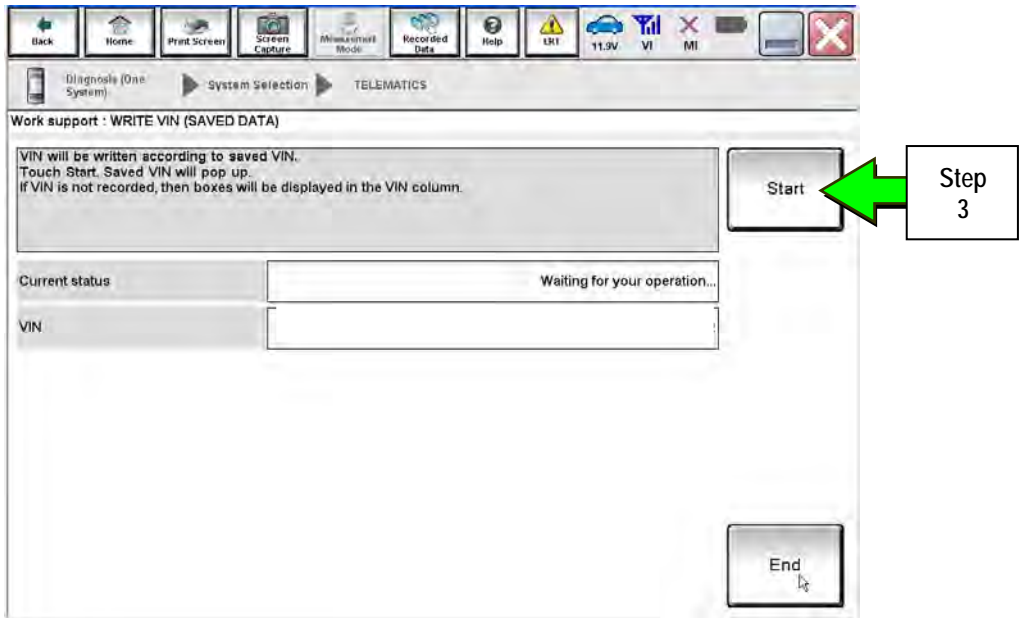 Back
Home
Print Screen
Screen
Capture
Measurement
Mode
Recorded
Data
Help
ERT
11.9V
VI
MI
Diagnosis (One
System)
System Selection
TELEMATICS
Work support : WRITE VIN (SAVED DATA)
VIN will be written according to saved VIN.
Touch Start. Saved VIN will pop up.
If VIN is not recorded, then boxes will be displayed in the VIN column.
Start
Step
3
Current status
Waiting for your operation...
VIN
End